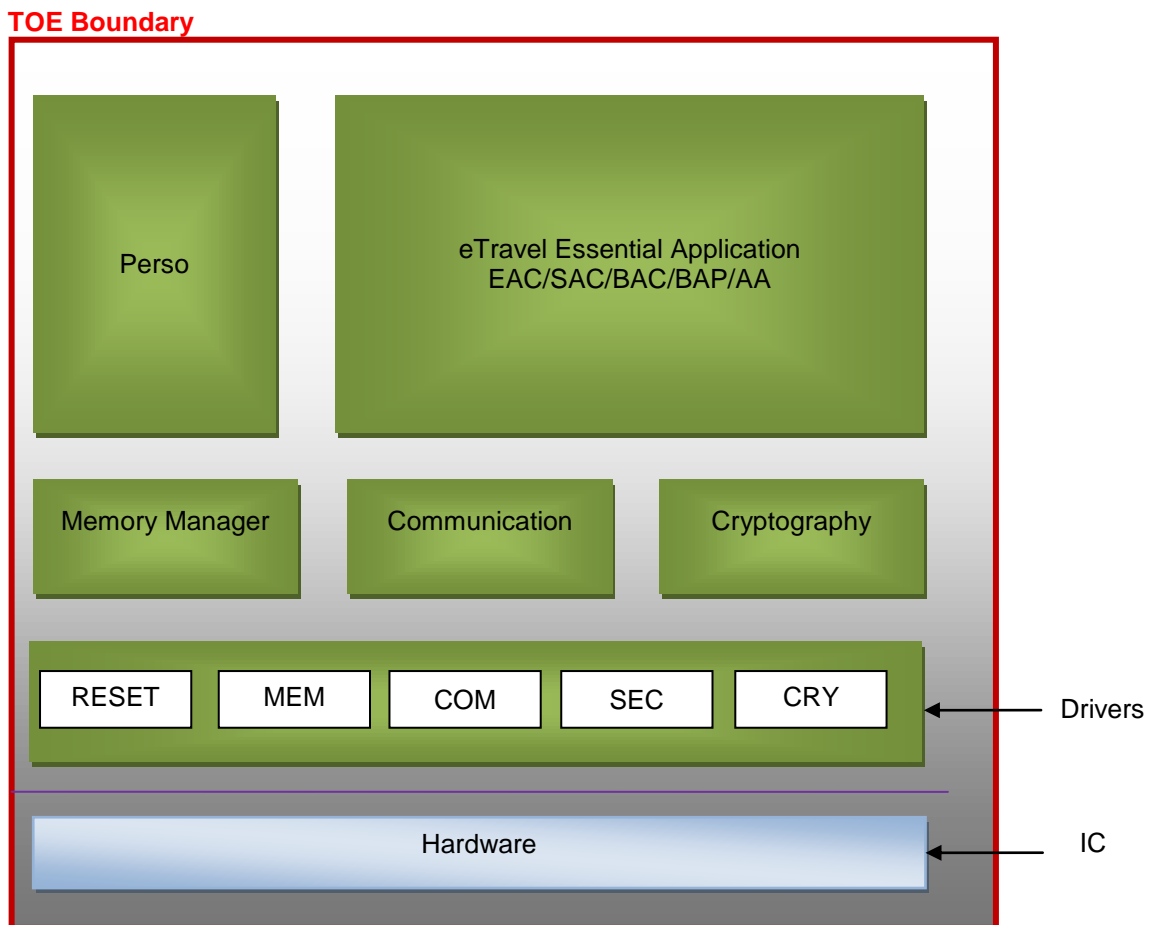 TOE Boundary
Perso
eTravel Essential Application
EAC/SAC/BAC/BAP/AA
Memory Manager
Communication
Cryptography
RESET
MEM
COM
SEC
CRY
Drivers
Hardware
IC